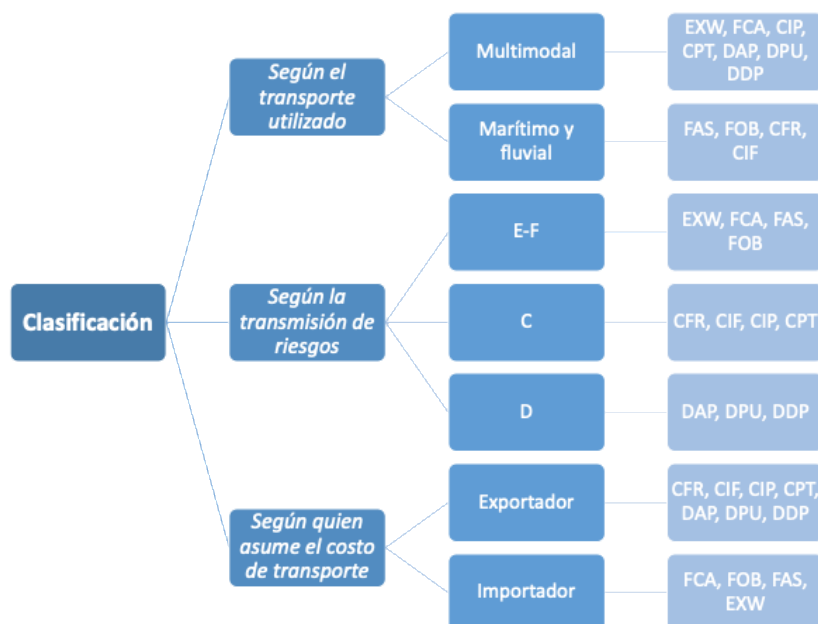 Clasificación
Según el
transporte
utilizado
Multimodal
EXW, FCA, CIP,
CPT, DAP, DPU,
DDP
Marítimo y
fluvial
FAS, FOB, CFR,
CIF
Según la
transmisión de
riesgos
E-F
EXW, FCA, FAS,
FOB
C
CFR, CIF, CIP, CPT
D
DAP, DPU, DDP
Según quien
asume el costo
de transporte
Exportador
CFR, CIF, CIP, CPT,
DAP, DPU, DDP
Importador
FCA, FOB, FAS,
EXW